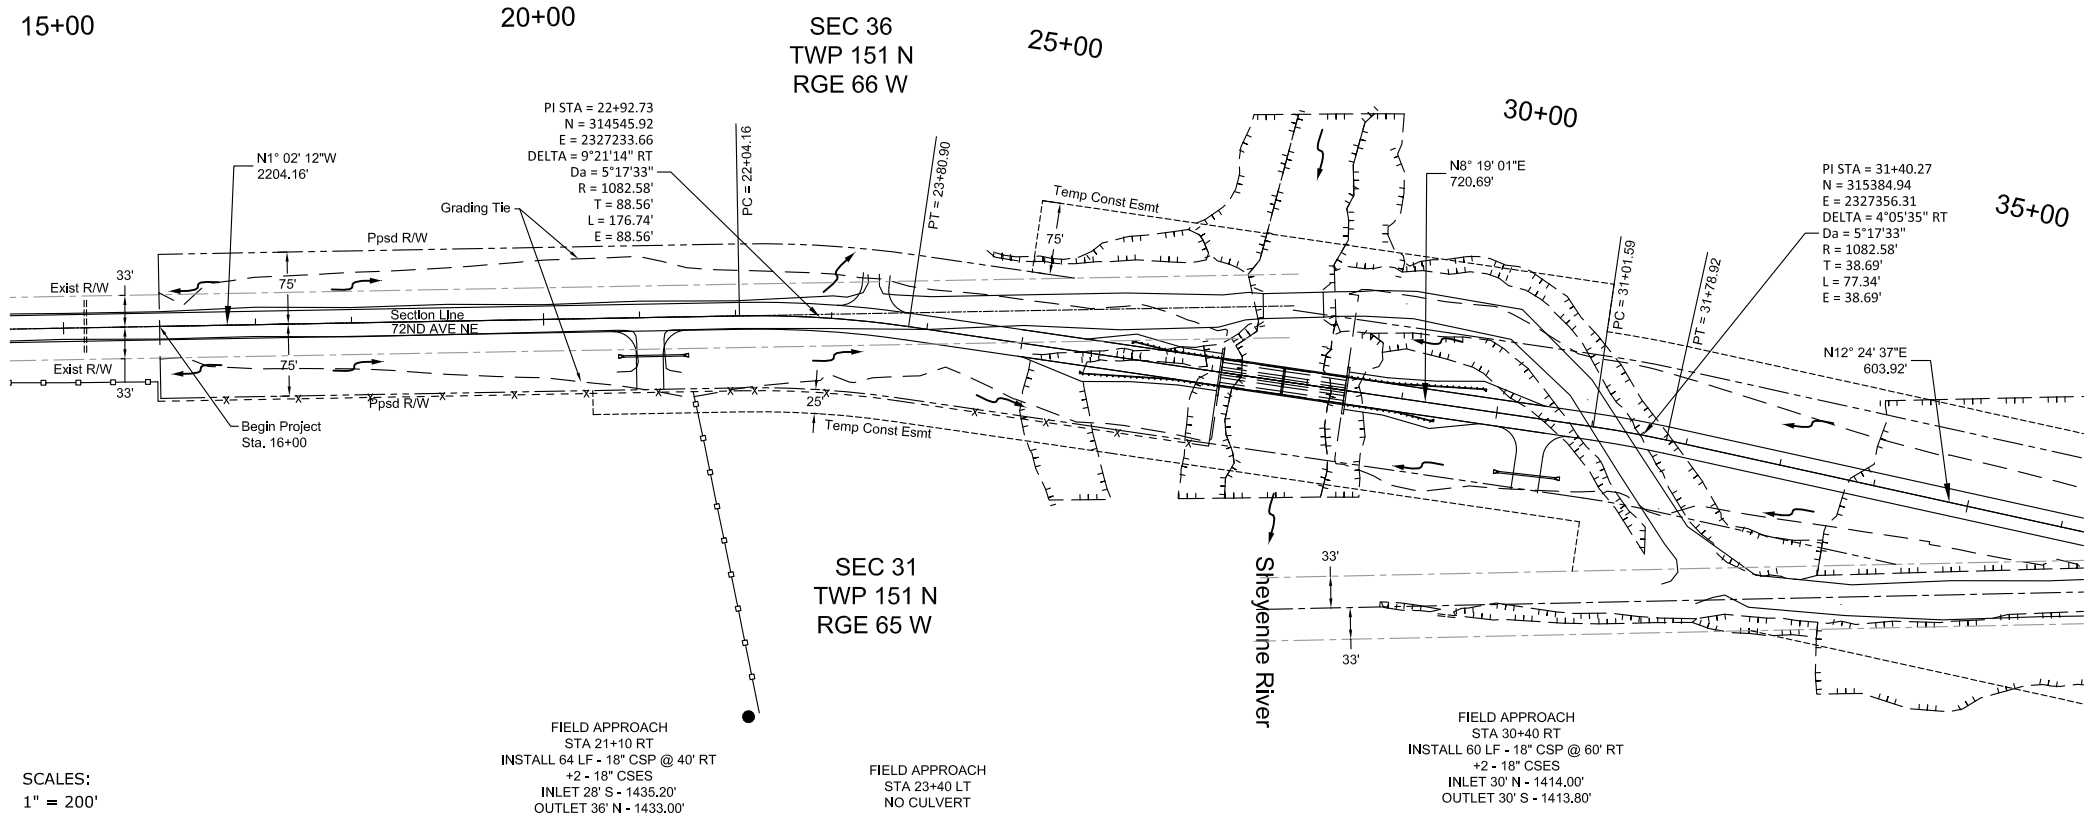 15+00
20+00
SEC 36
TWP 151 N
RGE 66 W
25+00
30+00
35+00
PI STA = 22+92.73
N = 314545.92
E = 2327233.66
DELTA = 9°21'14" RT
Da = 5°17'33"
R = 1082.58'
T = 88.56'
L = 176.74'
E = 88.56'
N1° 02' 12"W
2204.16'
PC = 22+04.16
PT = 23+80.90
Grading Tie
Ppsd R/W
Temp Const Esmt
75'
N8° 19' 01"E
720.69'
PC = 31+01.59
PT = 31+78.92
PI STA = 31+40.27
N = 315384.94
E = 2327356.31
DELTA = 4°05'35" RT
Da = 5°17'33"
R = 1082.58'
T = 38.69'
L = 77.34'
E = 38.69'
N12° 24' 37"E
603.92'
33'
Exist R/W
75'
Section Line
72ND AVE NE
75'
Exist R/W
33'
Ppsd R/W
25'
Temp Const Esmt
Begin Project
Sta. 16+00
SEC 31
TWP 151 N
RGE 65 W
Sheyenne River
33'
33'
FIELD APPROACH
STA 21+10 RT
INSTALL 64 LF - 18" CSP @ 40' RT
+2 - 18" CSES
INLET 28' S - 1435.20'
OUTLET 36' N - 1433.00'
FIELD APPROACH
STA 23+40 LT
NO CULVERT
FIELD APPROACH
STA 30+40 RT
INSTALL 60 LF - 18" CSP @ 60' RT
+2 - 18" CSES
INLET 30' N - 1414.00'
OUTLET 30' S - 1413.80'
SCALES:
1" = 200'